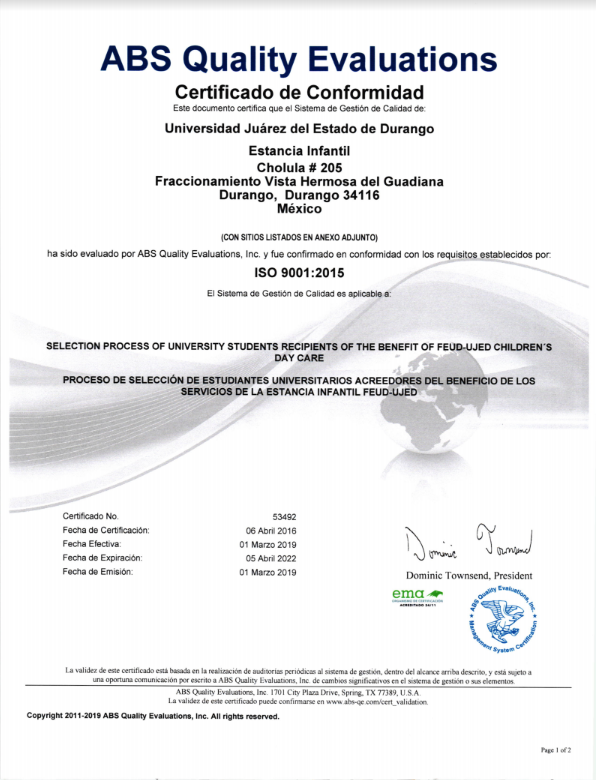 ABS Quality Evaluations
Certificado de Conformidad
Este documento certifica que el Sistema de Gestión de Calidad de:
Universidad Juárez del Estado de Durango
Estancia Infantil
Cholula # 205
Fraccionamiento Vista Hermosa del Guadiana
Durango, Durango 34116
México
(CON SITIOS LISTADOS EN ANEXO ADJUNTO)
ha sido evaluado por ABS Quality Evaluations, Inc. y fue confirmado en conformidad con los requisitos establecidos por:
ISO 9001:2015
El Sistema de Gestión de Calidad es aplicable a:
SELECTION PROCESS OF UNIVERSITY STUDENTS RECIPIENTS OF THE BENEFIT OF FEUD-UJED CHILDREN´S
DAY CARE
PROCESO DE SELECCIÓN DE ESTUDIANTES UNIVERSITARIOS ACREEDORES DEL BENEFICIO DE LOS
SERVICIOS DE LA ESTANCIA INFANTIL FEUD-UJED
Certificado No. 53492
Fecha de Certificación: 06 Abril 2016
Fecha Efectiva: 01 Marzo 2019
Fecha de Expiración: 05 Abril 2022
Fecha de Emisión: 01 Marzo 2019
Dominic Townsend
Dominic Townsend, President
ema
ORGANISMO DE CERTIFICACIÓN
ACREDITADO 34/11
ABS Quality Evaluations, Inc.
Management System Certification
La validez de este certificado está basada en la realización de auditorias periódicas al sistema de gestión, dentro del alcance arriba descrito, y está sujeto a
una oportuna comunicación por escrito a ABS Quality Evaluations, Inc. de cambios significativos en el sistema de gestión o sus elementos.
ABS Quality Evaluations, Inc. 1701 City Plaza Drive, Spring, TX 77389, U.S.A.
La validez de este certificado puede confirmarse en www.abs-qe.com/cert_validation.
Copyright 2011-2019 ABS Quality Evaluations, Inc. All rights reserved.
Page 1 of 2